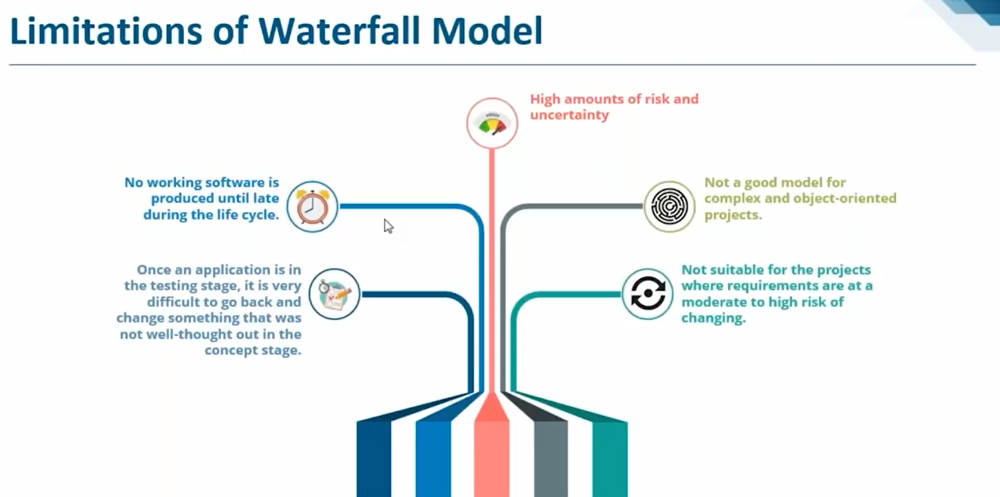 Limitations of Waterfall Model
High amounts of risk and
uncertainty
HIGH
No working software is
produced until late
during the life cycle.
Not a good model for
complex and object-oriented
projects.
Once an application is in
the testing stage, it is very
difficult to go back and
change something that was
not well-thought out in the
concept stage.
Not suitable for the projects
where requirements are at a
moderate to high risk of
changing.